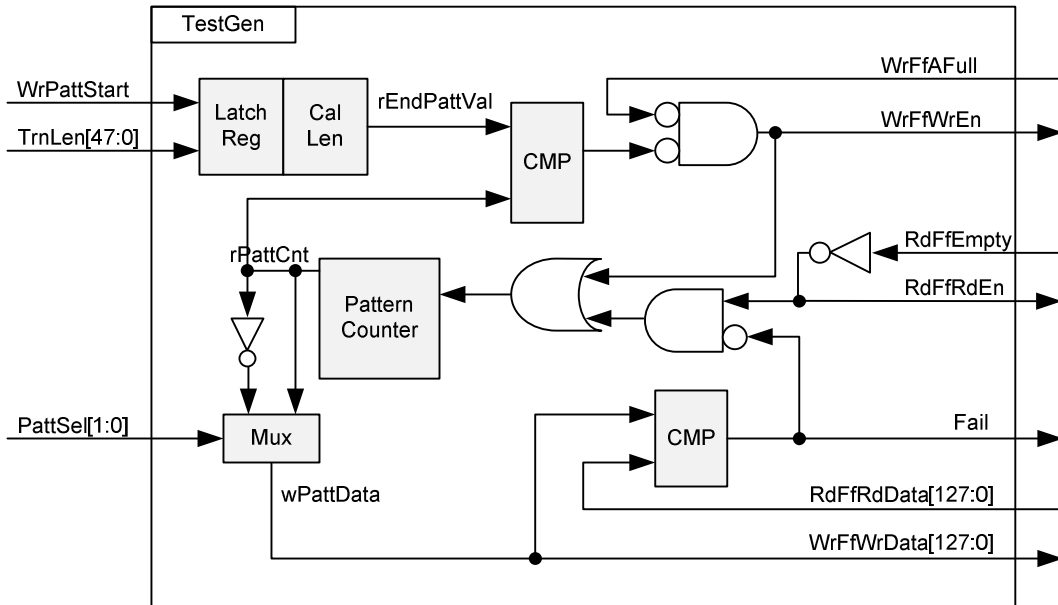 TestGen
WrPattStart
TrnLen[47:0]
Latch
Reg
Cal
Len
rEndPattVal
CMP
WrFfAFull
WrFfWrEn
rPattCnt
Pattern
Counter
RdFfEmpty
RdFfRdEn
PattSel[1:0]
Mux
CMP
Fail
wPattData
RdFfRdData[127:0]
WrFfWrData[127:0]